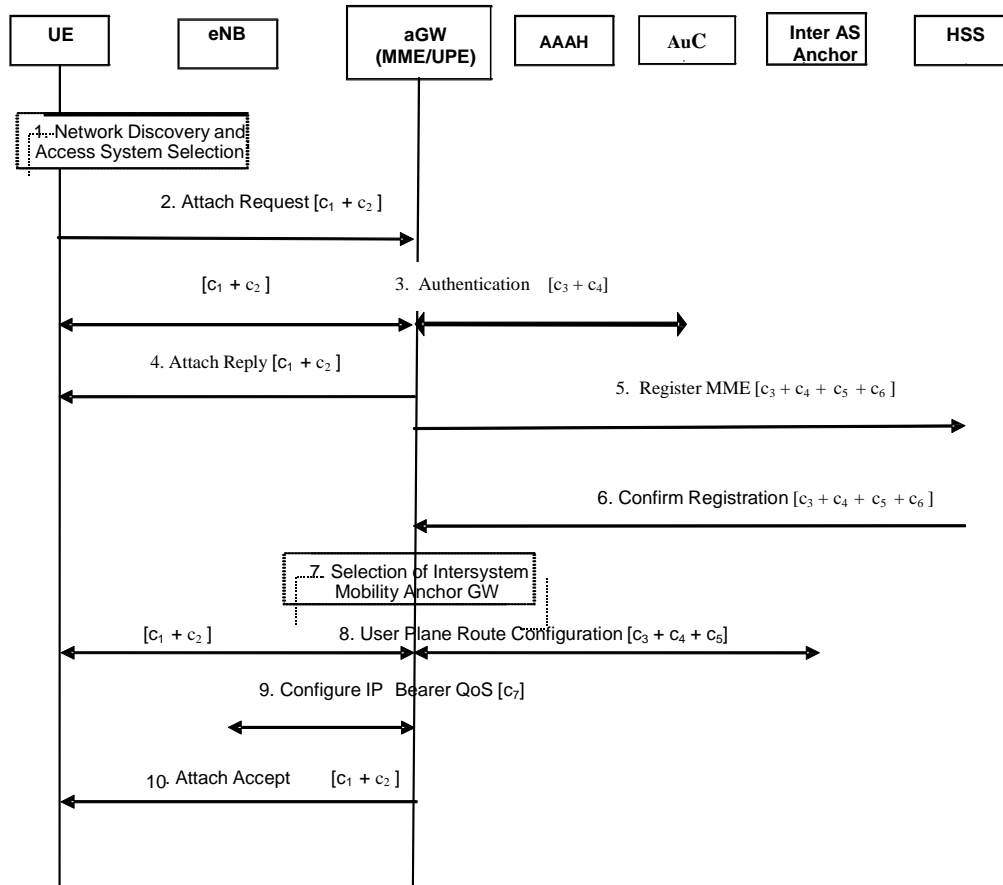 UE
eNB
aGW
(MME/UPE)
AAAH
AuC
Inter AS
Anchor
HSS
1. Network Discovery and
Access System Selection
2. Attach Request [c₁ + c₂ ]
[c₁ + c₂ ]
3. Authentication [c₃ + c₄]
4. Attach Reply [c₁ + c₂ ]
5. Register MME [c₃ + c₄ + c₅ + c₆ ]
6. Confirm Registration [c₃ + c₄ + c₅ + c₆ ]
7. Selection of Intersystem
Mobility Anchor GW
[c₁ + c₂ ]
8. User Plane Route Configuration [c₃ + c₄ + c₅]
9. Configure IP Bearer QoS [c₇]
10. Attach Accept [c₁ + c₂ ]